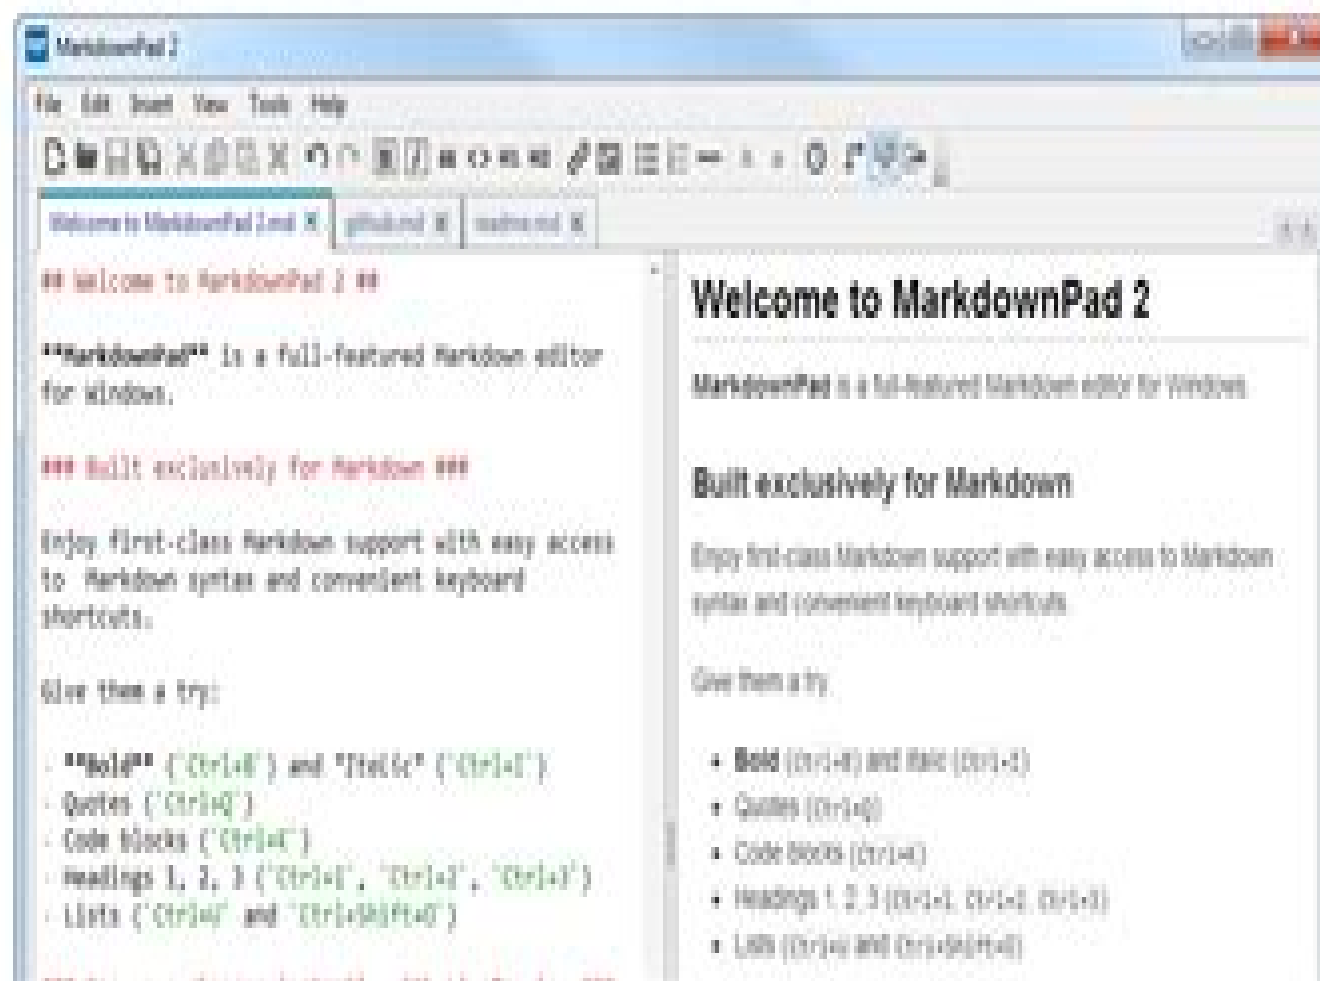 MarkdownPad 2
File Edit Insert View Tools Help
Welcome to MarkdownPad 2.md
github.md
readme.md
## Welcome to MarkdownPad 2 ##
**MarkdownPad** is a full-featured Markdown editor
for Windows.
### Built exclusively for Markdown ###
Enjoy first-class Markdown support with easy access
to  Markdown syntax and convenient keyboard
shortcuts.
Give them a try:
- **Bold** (`Ctrl+B`) and *Italic* (`Ctrl+I`)
- Quotes (`Ctrl+Q`)
- Code blocks (`Ctrl+K`)
- Headings 1, 2, 3 (`Ctrl+1`, `Ctrl+2`, `Ctrl+3`)
- Lists (`Ctrl+U` and `Ctrl+Shift+O`)
Welcome to MarkdownPad 2
MarkdownPad is a full-featured Markdown editor for Windows.
Built exclusively for Markdown
Enjoy first-class Markdown support with easy access to Markdown
syntax and convenient keyboard shortcuts.
Give them a try:
• Bold (Ctrl+B) and Italic (Ctrl+I)
• Quotes (Ctrl+Q)
• Code blocks (Ctrl+K)
• Headings 1, 2, 3 (Ctrl+1, Ctrl+2, Ctrl+3)
• Lists (Ctrl+U and Ctrl+Shift+O)